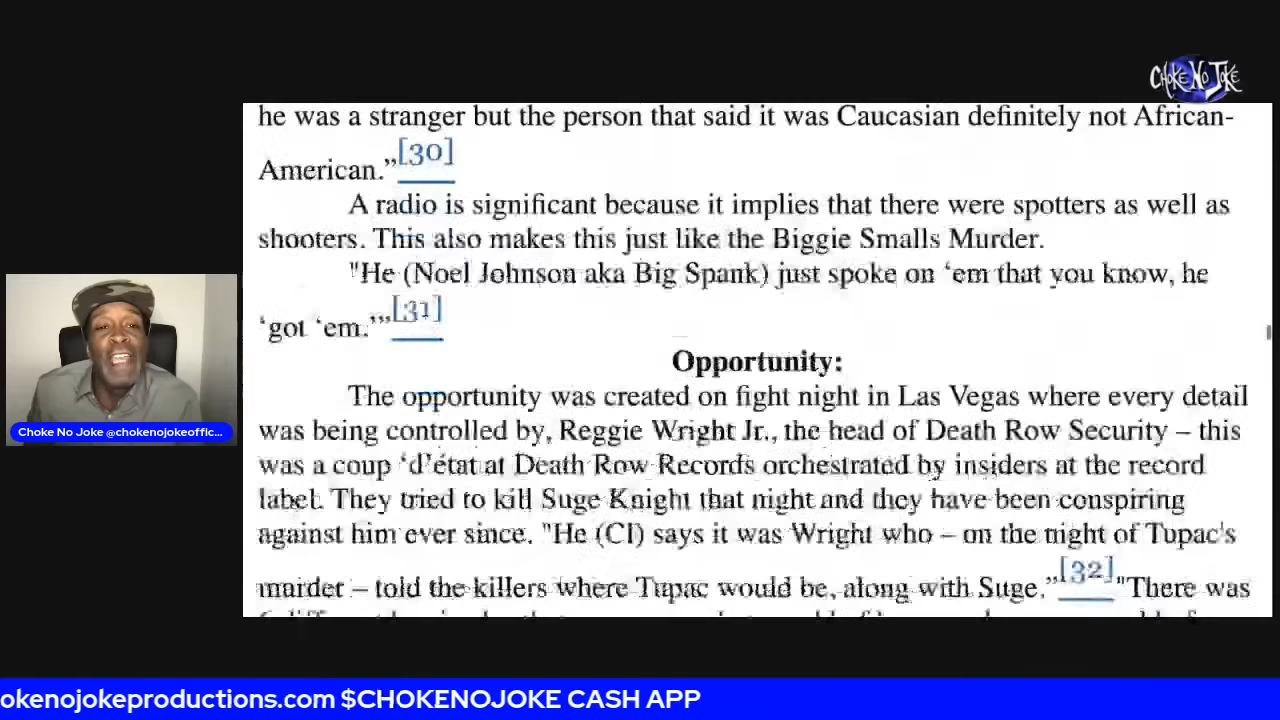 CHOKE NO JOKE
he was a stranger but the person that said it was Caucasian definitely not African-
American.”[30]
A radio is significant because it implies that there were spotters as well as
shooters. This also makes this just like the Biggie Smalls Murder.
"He (Noel Johnson aka Big Spank) just spoke on ‘em that you know, he
‘got ‘em.’”[31]
Opportunity:
The opportunity was created on fight night in Las Vegas where every detail
was being controlled by, Reggie Wright Jr., the head of Death Row Security – this
was a coup ‘d’état at Death Row Records orchestrated by insiders at the record
label. They tried to kill Suge Knight that night and they have been conspiring
against him ever since. "He (CI) says it was Wright who – on the night of Tupac's
murder – told the killers where Tupac would be, along with Suge.”[32] "There was
Choke No Joke @chokenojokeoffic...
okenojokeproductions.com $CHOKENOJOKE CASH APP